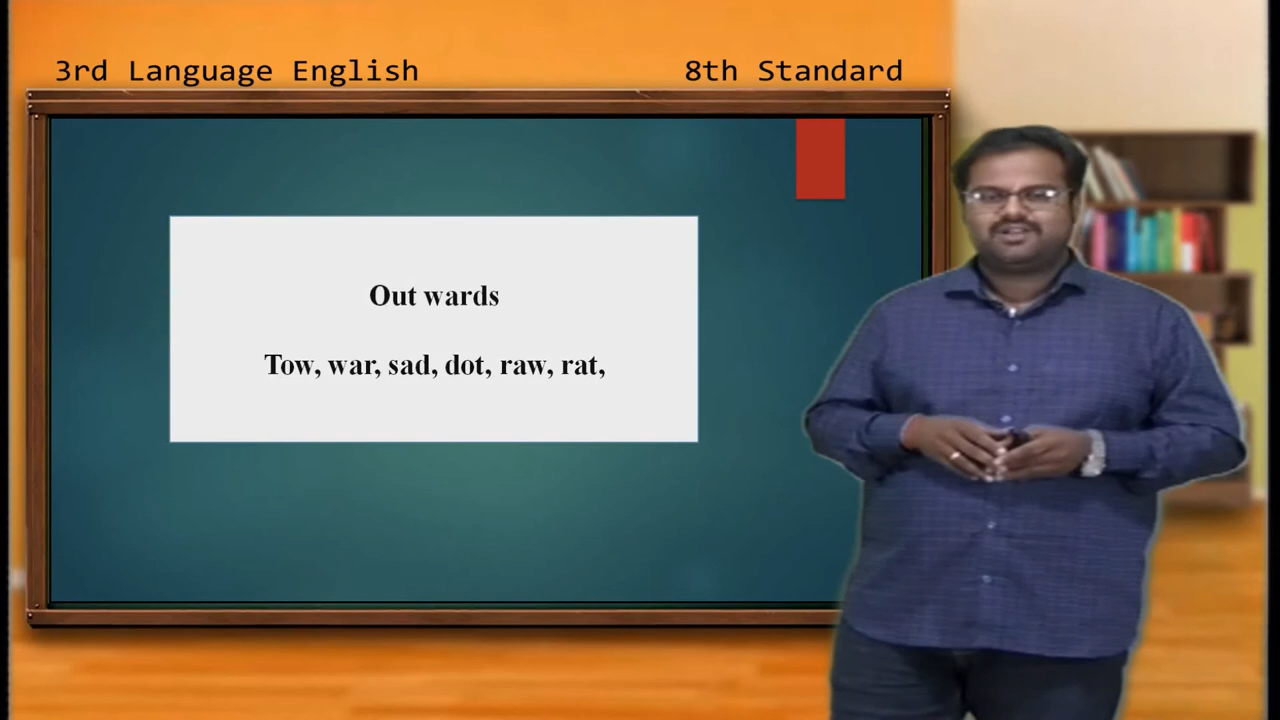 3rd Language English
8th Standard
Out wards
Tow, war, sad, dot, raw, rat,